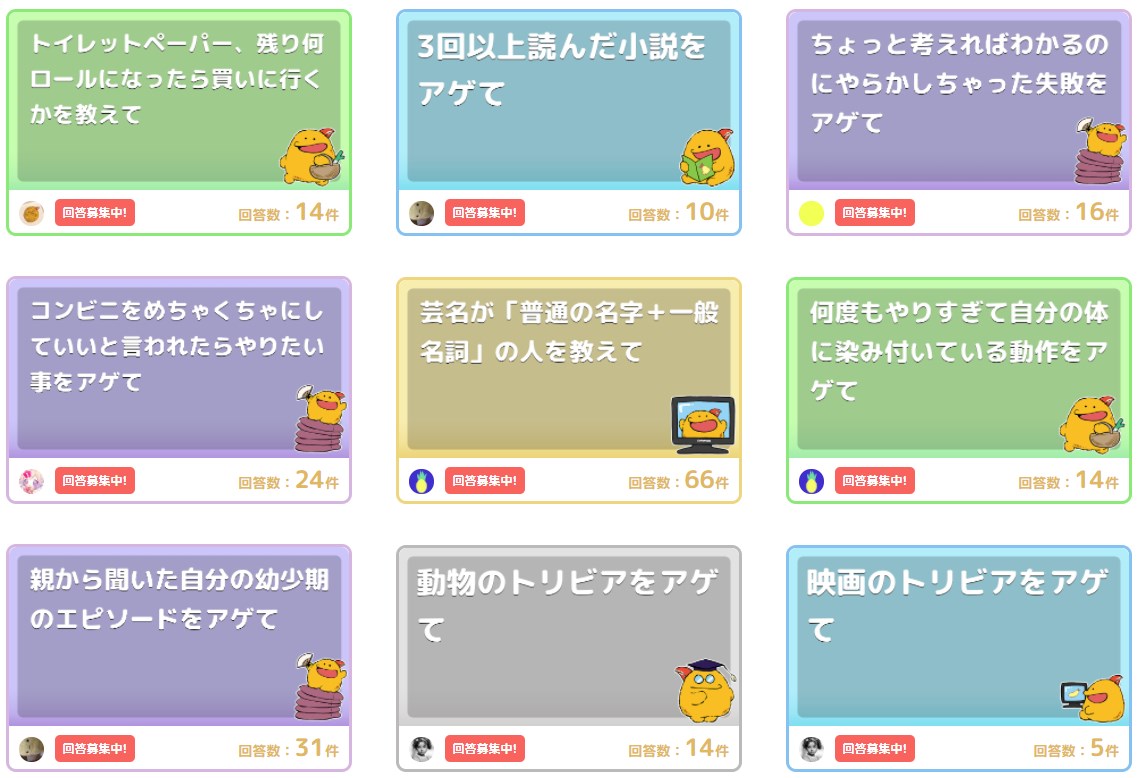 トイレットペーパー、残り何
ロールになったら買いに行く
かを教えて
回答募集中!
回答数：14件
3回以上読んだ小説を
アゲて
回答募集中!
回答数：10件
ちょっと考えればわかるの
にやらかしちゃった失敗を
アゲて
回答募集中!
回答数：16件
コンビニをめちゃくちゃにし
ていいと言われたらやりたい
事をアゲて
回答募集中!
回答数：24件
芸名が「普通の名字＋一般
名詞」の人を教えて
回答募集中!
回答数：66件
何度もやりすぎて自分の体
に染み付いている動作をア
ゲて
回答募集中!
回答数：14件
親から聞いた自分の幼少期
のエピソードをアゲて
回答募集中!
回答数：31件
動物のトリビアをアゲ
て
回答募集中!
回答数：14件
映画のトリビアをアゲ
て
回答募集中!
回答数：5件